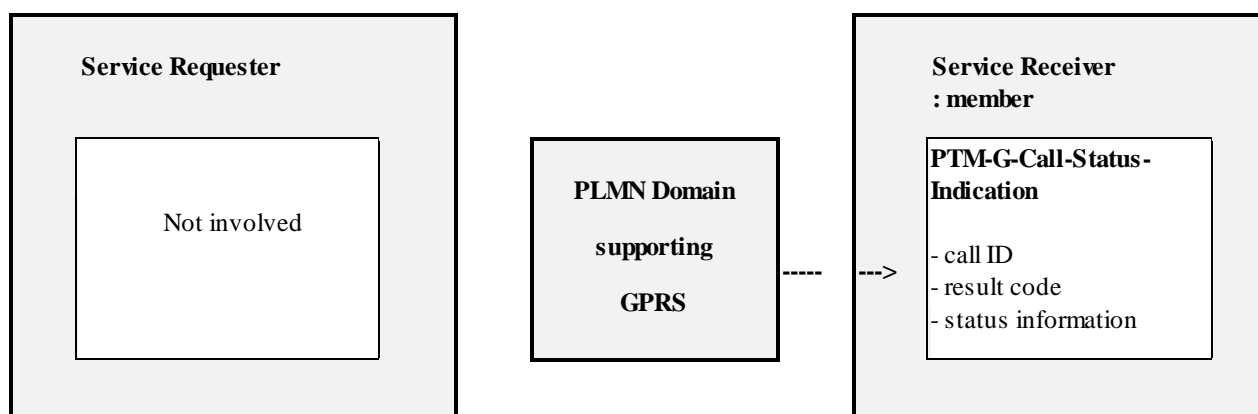 Service Requester
Not involved
PLMN Domain
supporting
GPRS
-----
--->
Service Receiver
: member
PTM-G-Call-Status-
Indication
- call ID
- result code
- status information